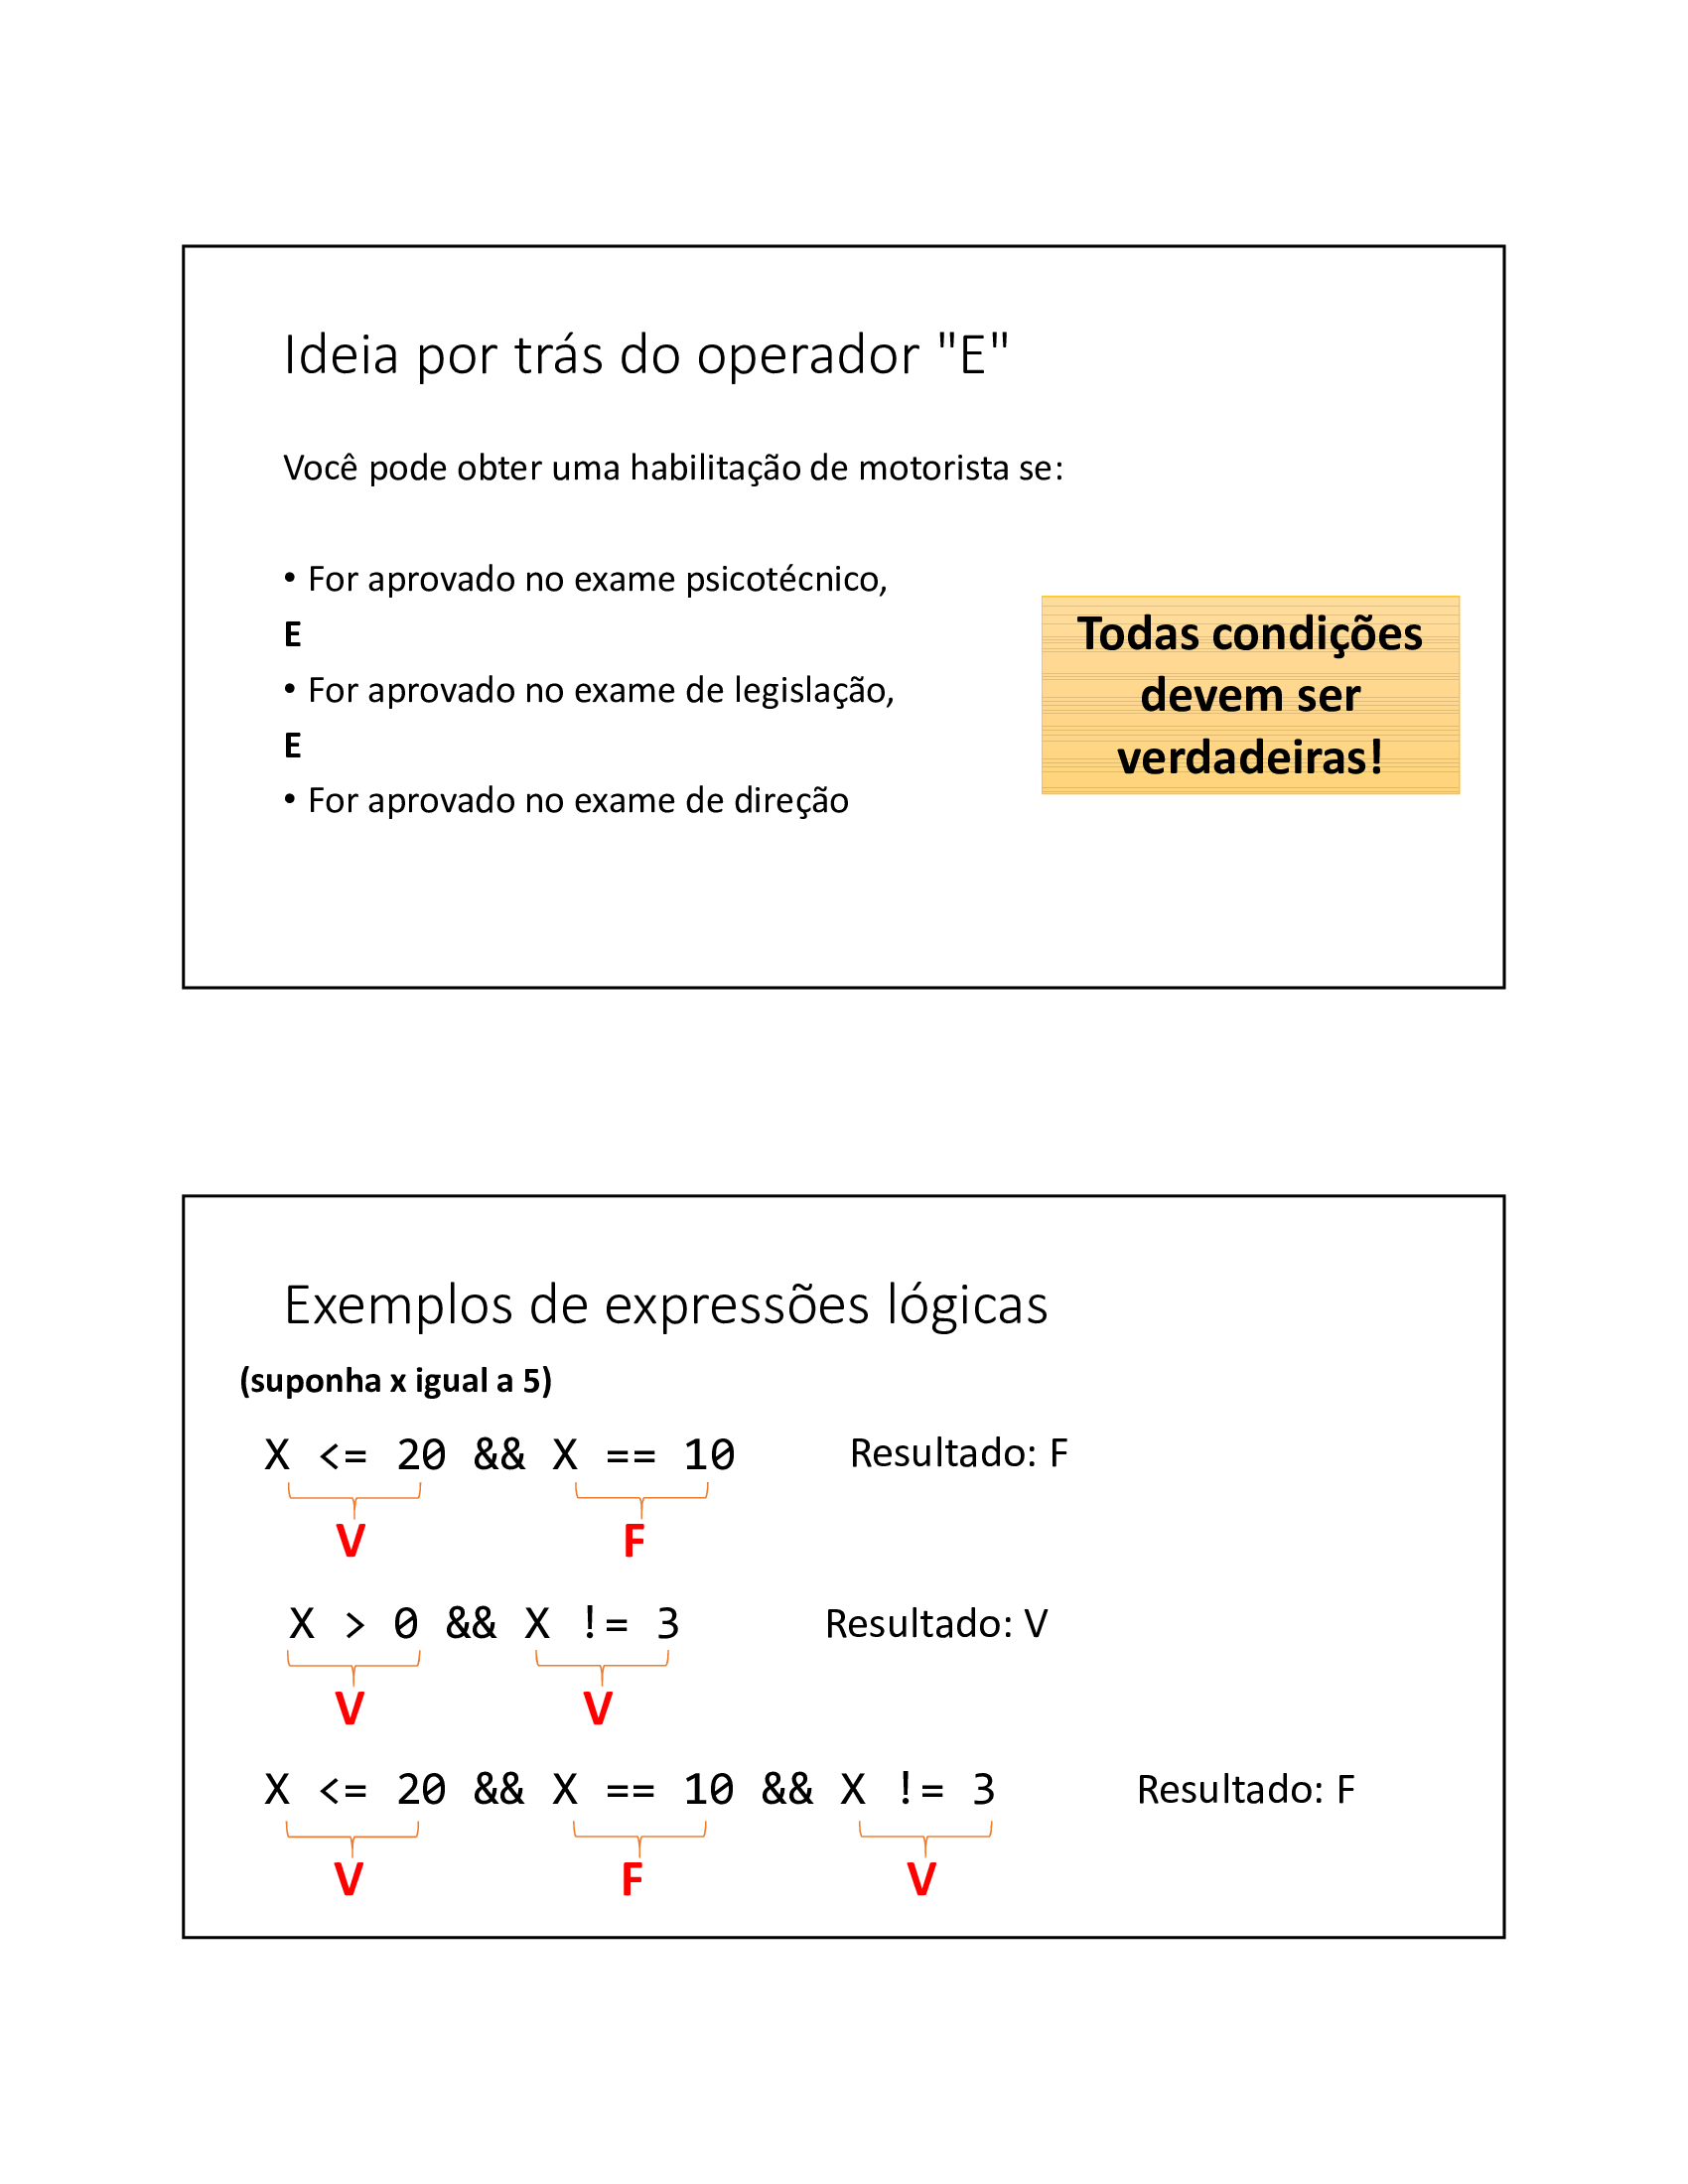 Ideia por trás do operador "E"
Você pode obter uma habilitação de motorista se:
• For aprovado no exame psicotécnico,
E
• For aprovado no exame de legislação,
E
• For aprovado no exame de direção
Todas condições
devem ser
verdadeiras!
Exemplos de expressões lógicas
(suponha x igual a 5)
X <= 20 && X == 10 Resultado: F
V F
X > 0 && X != 3 Resultado: V
V V
X <= 20 && X == 10 && X != 3 Resultado: F
V F V